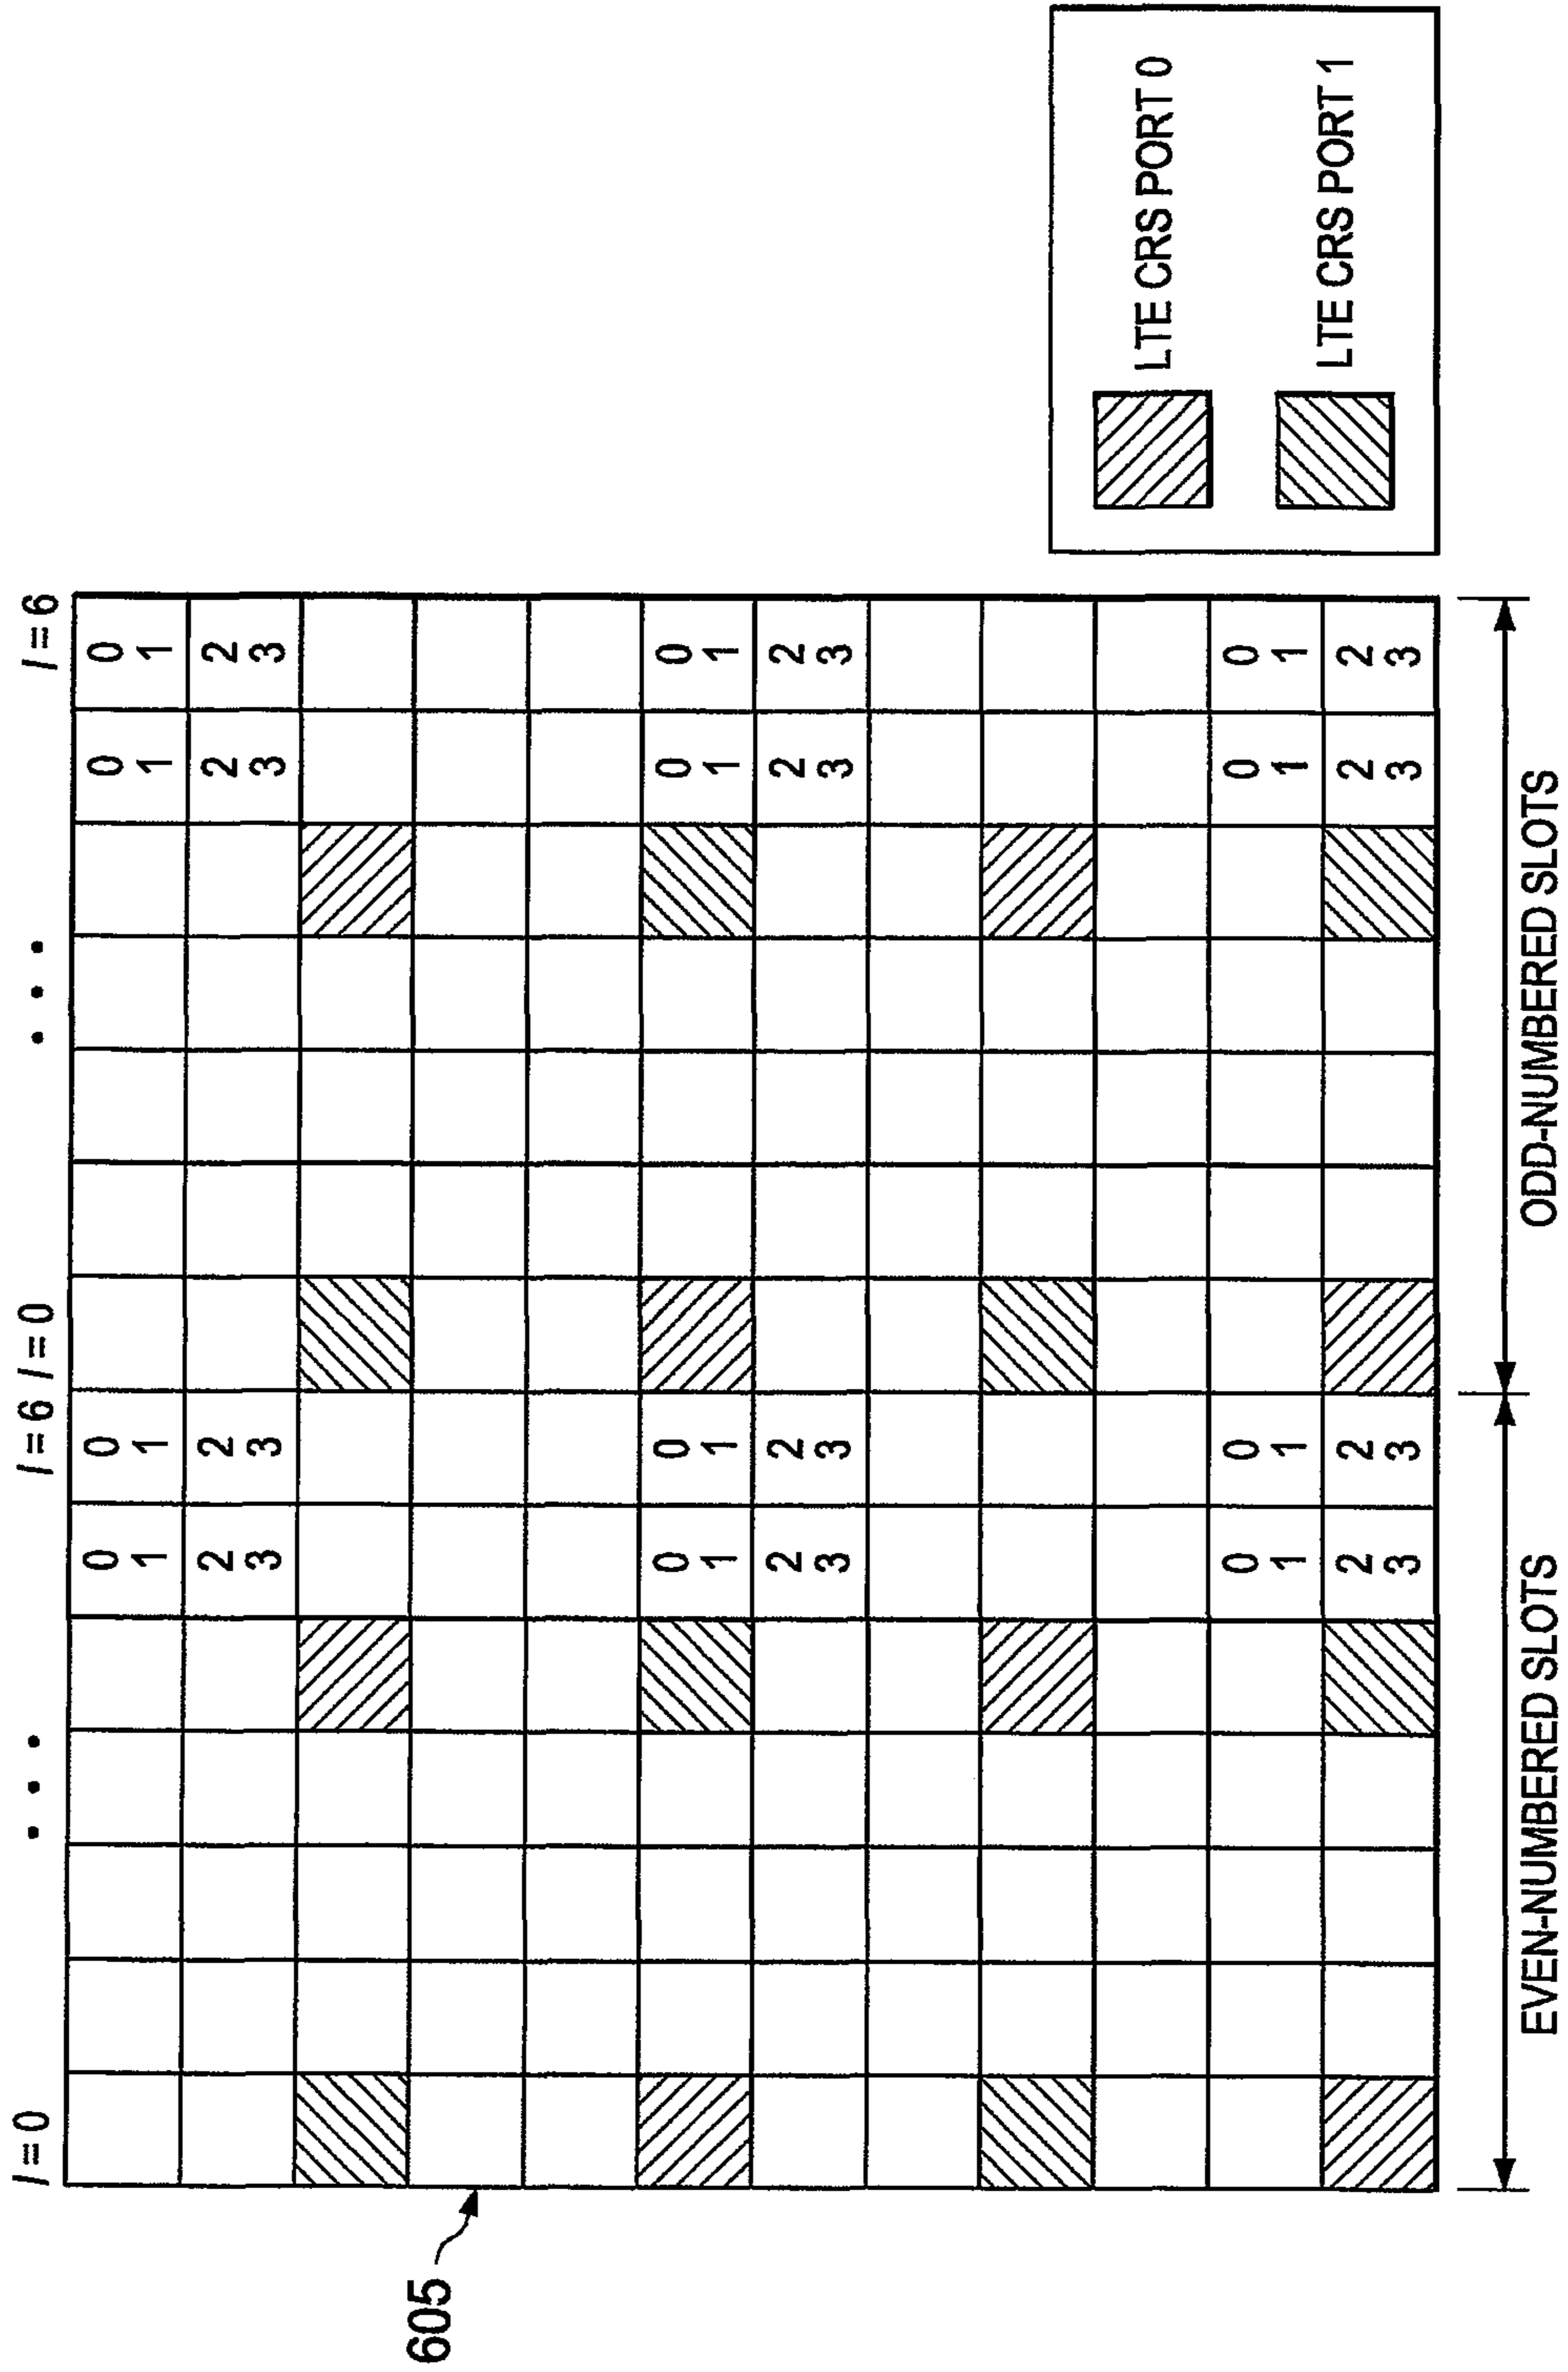 l = 0 • • • l = 6 l = 0 • • • l = 6
0 0 0 0
1 1 1 1
2 2 2 2
3 3 3 3
605
0 0 0 0
1 1 1 1
2 2 2 2
3 3 3 3
0 0 0 0
1 1 1 1
2 2 2 2
3 3 3 3
EVEN-NUMBERED SLOTS
ODD-NUMBERED SLOTS
LTE CRS PORT 0
LTE CRS PORT 1